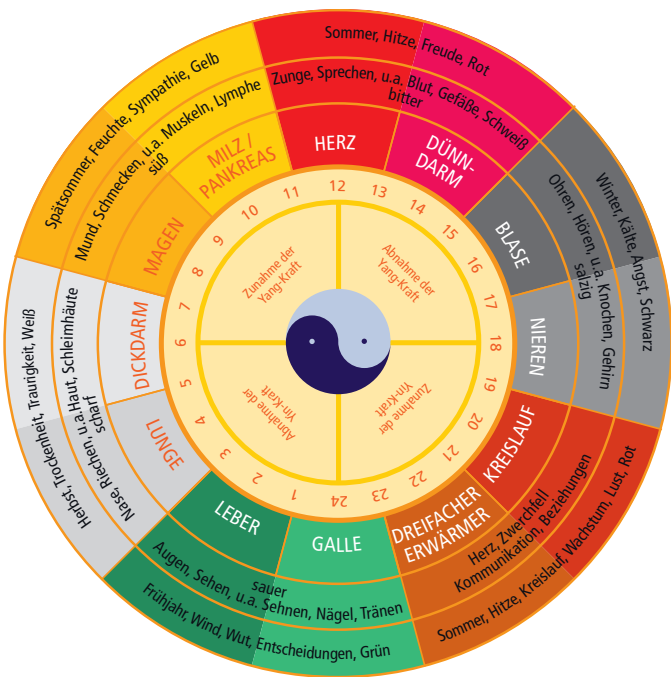 Sommer, Hitze, Freude, Rot
Zunge, Sprechen, u.a. Blut, Gefäße, Schweiß
bitter
HERZ
DÜNN-
DARM
Winter, Kälte, Angst, Schwarz
Ohren, Hören, u.a. Knochen, Gehirn
salzig
BLASE
NIEREN
KREISLAUF
Herz, Zwerchfell
Kommunikation, Beziehungen
Sommer, Hitze, Kreislauf, Wachstum, Lust, Rot
DREIFACHER
ERWÄRMER
GALLE
LEBER
sauer
Augen, Sehen, u.a. Sehnen, Nägel, Tränen
Frühjahr, Wind, Wut, Entscheidungen, Grün
LUNGE
DICKDARM
Herbst, Trockenheit, Traurigkeit, Weiß
Nase, Riechen, u.a.Haut, Schleimhäute
scharf
MAGEN
MILZ /
PANKREAS
Spätsommer, Feuchte, Sympathie, Gelb
Mund, Schmecken, u.a. Muskeln, Lymphe
süß
12
13
14
15
16
17
18
19
20
21
22
23
24
1
2
3
4
5
6
7
8
9
10
11
Zunahme der
Yang-Kraft
Abnahme der
Yang-Kraft
Zunahme der
Yin-Kraft
Abnahme der
Yin-Kraft